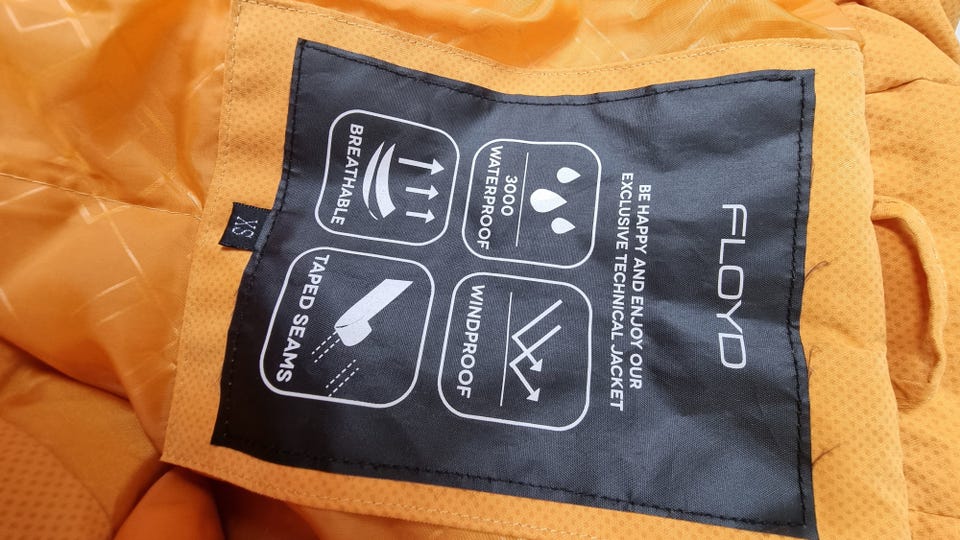 FLOYD
BE HAPPY AND ENJOY OUR
EXCLUSIVE TECHNICAL JACKET
3000
WATERPROOF
WINDPROOF
BREATHABLE
TAPED SEAMS
XS